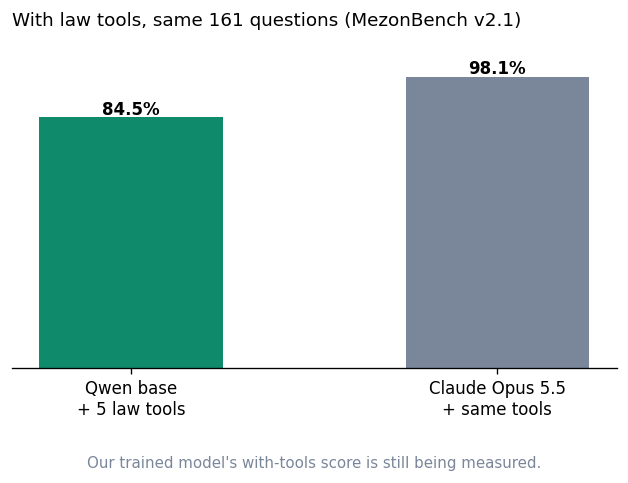 With law tools, same 161 questions (MezonBench v2.1)
84.5%
98.1%
Qwen base
+ 5 law tools
Claude Opus 5.5
+ same tools
Our trained model's with-tools score is still being measured.